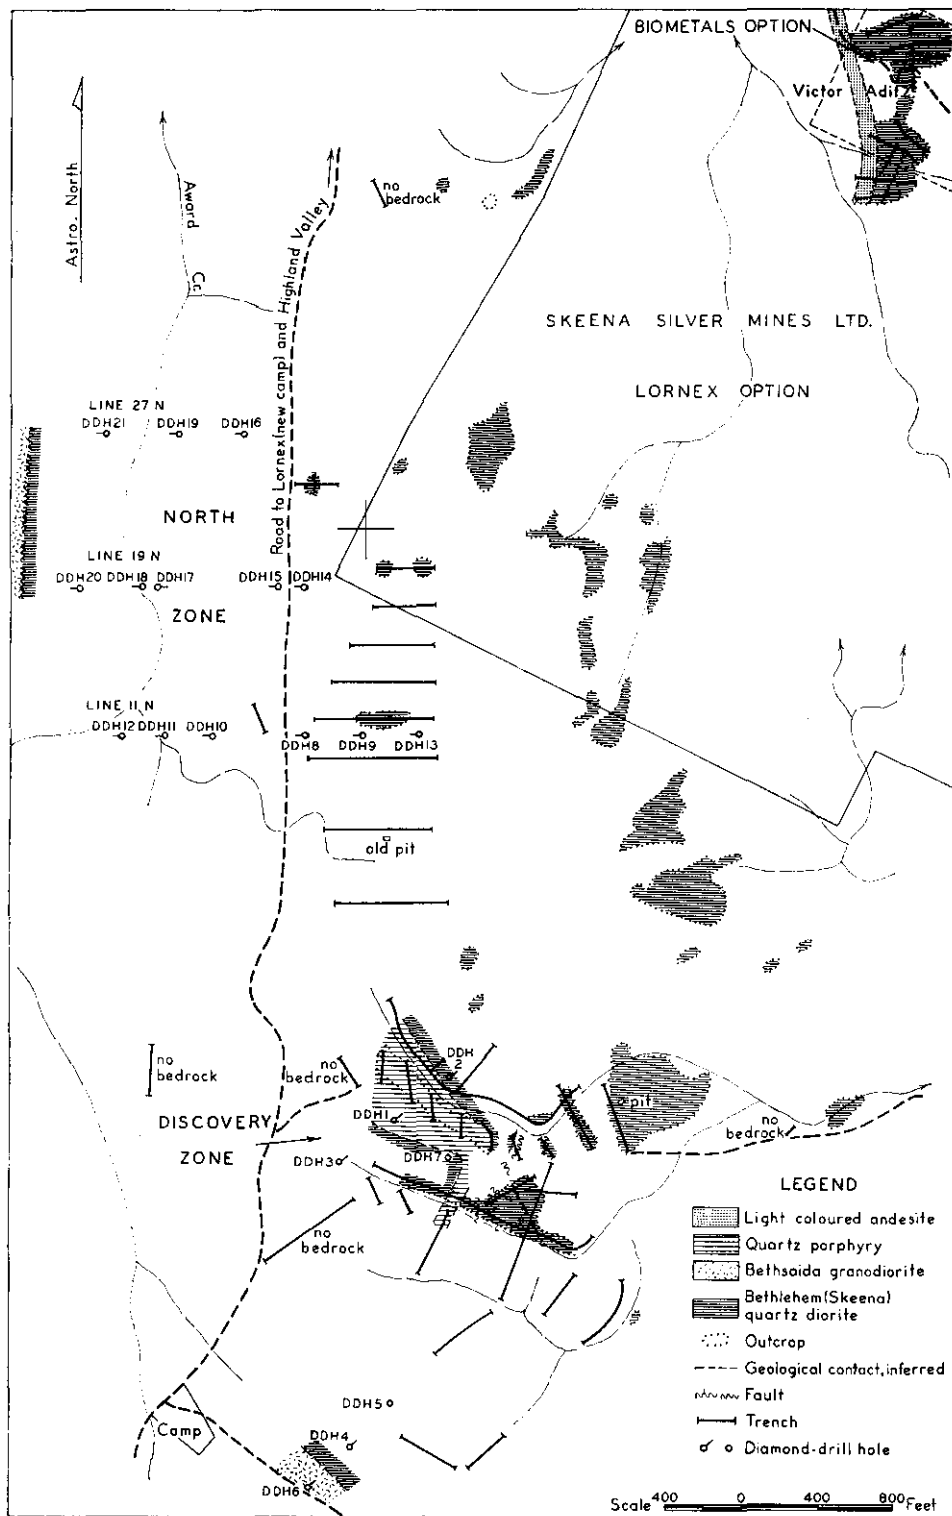 BIOMETALS OPTION
Victor Adit
Astro. North
Award
Cr.
no
bedrock
Road to Lornex(new camp) and Highland Valley
SKEENA SILVER MINES LTD.
LORNEX OPTION
LINE 27 N
DDH21 DDH19 DDH16
NORTH
LINE 19 N
DDH20 DDH18 DDH17 DDH15 DDH14
ZONE
LINE 11 N
DDH12 DDH11 DDH10
DDH8 DDH9 DDH13
old pit
no
bedrock
no
bedrock
DDH
2
pit
DISCOVERY
ZONE
DDH1
no
bedrock
DDH3
DDH7
no
bedrock
LEGEND
Light coloured andesite
Quartz porphyry
Bethsaida granodiorite
Bethlehem(Skeena)
quartz diorite
Outcrop
Geological contact, inferred
Fault
Trench
Diamond-drill hole
DDH5
Camp
DDH4
DDH6
Scale 400 0 400 800 Feet